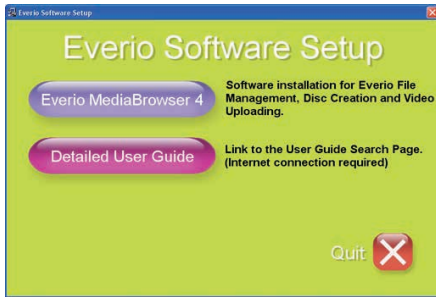 Everio Software Setup
Everio Software Setup
Everio MediaBrowser 4
Software installation for Everio File
Management, Disc Creation and Video
Uploading.
Detailed User Guide
Link to the User Guide Search Page.
(Internet connection required)
Quit